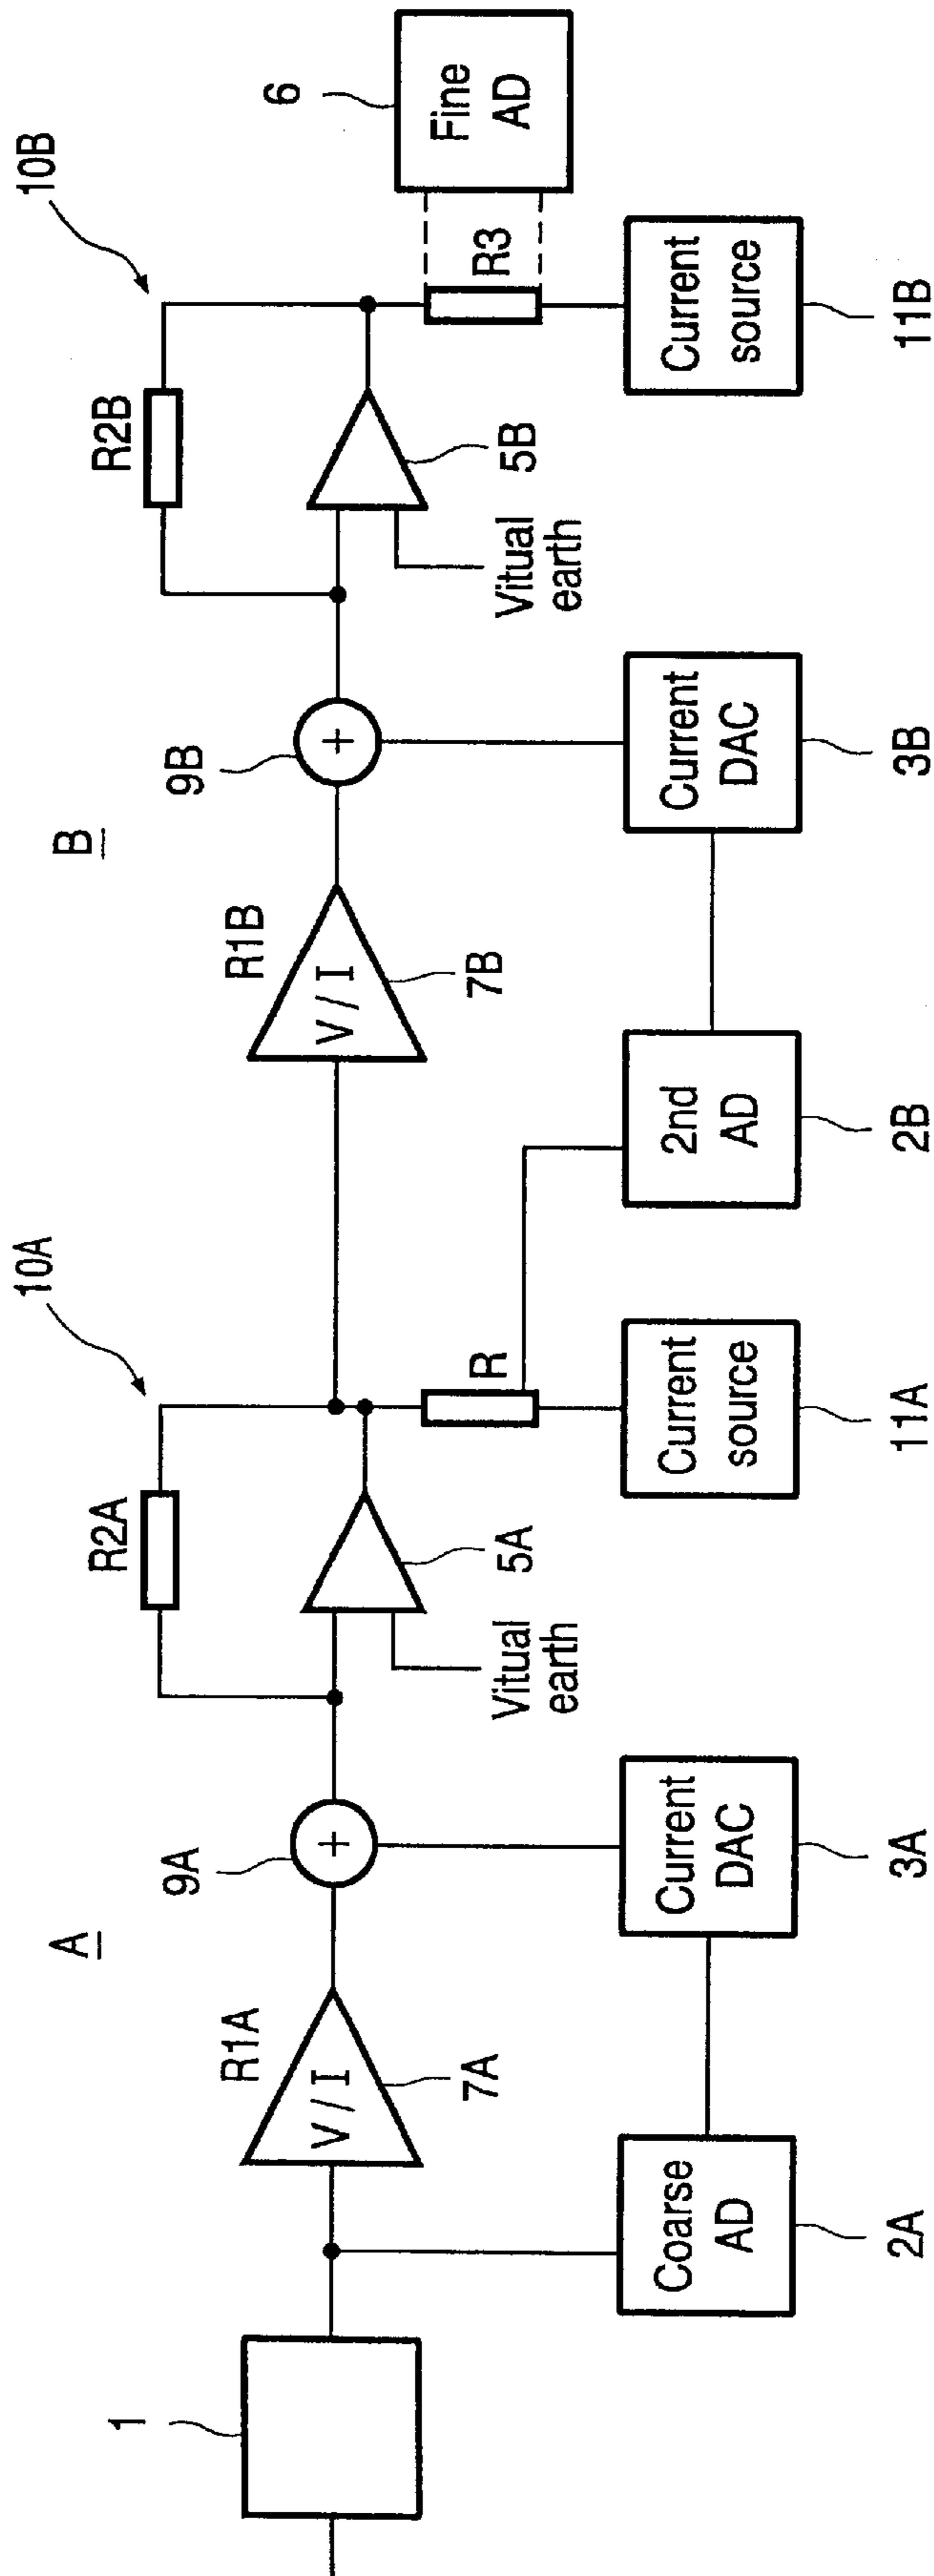 A
B
10A
10B
R2A
R2B
1
R1A
V / I
7A
9A
+
Vitual
earth
5A
R
R1B
V / I
7B
9B
+
Vitual
earth
5B
R3
6
Fine
AD
Coarse
AD
2A
Current
DAC
3A
Current
source
11A
2nd
AD
2B
Current
DAC
3B
Current
source
11B